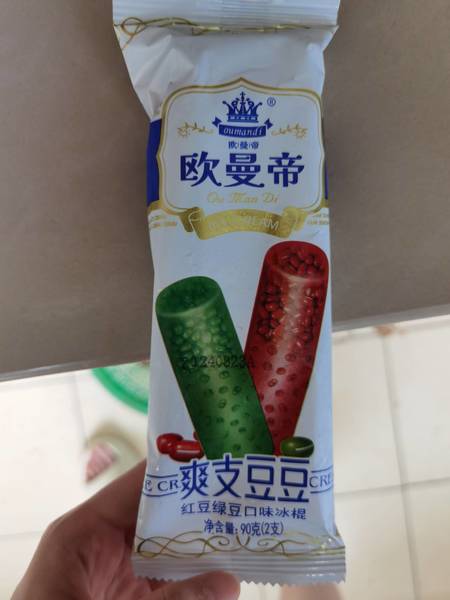 ®
oumandi
欧·曼·帝
欧曼帝
Ou Man Di
CREAM
爽支豆豆
红豆绿豆口味冰棍
净含量:90克(2支)